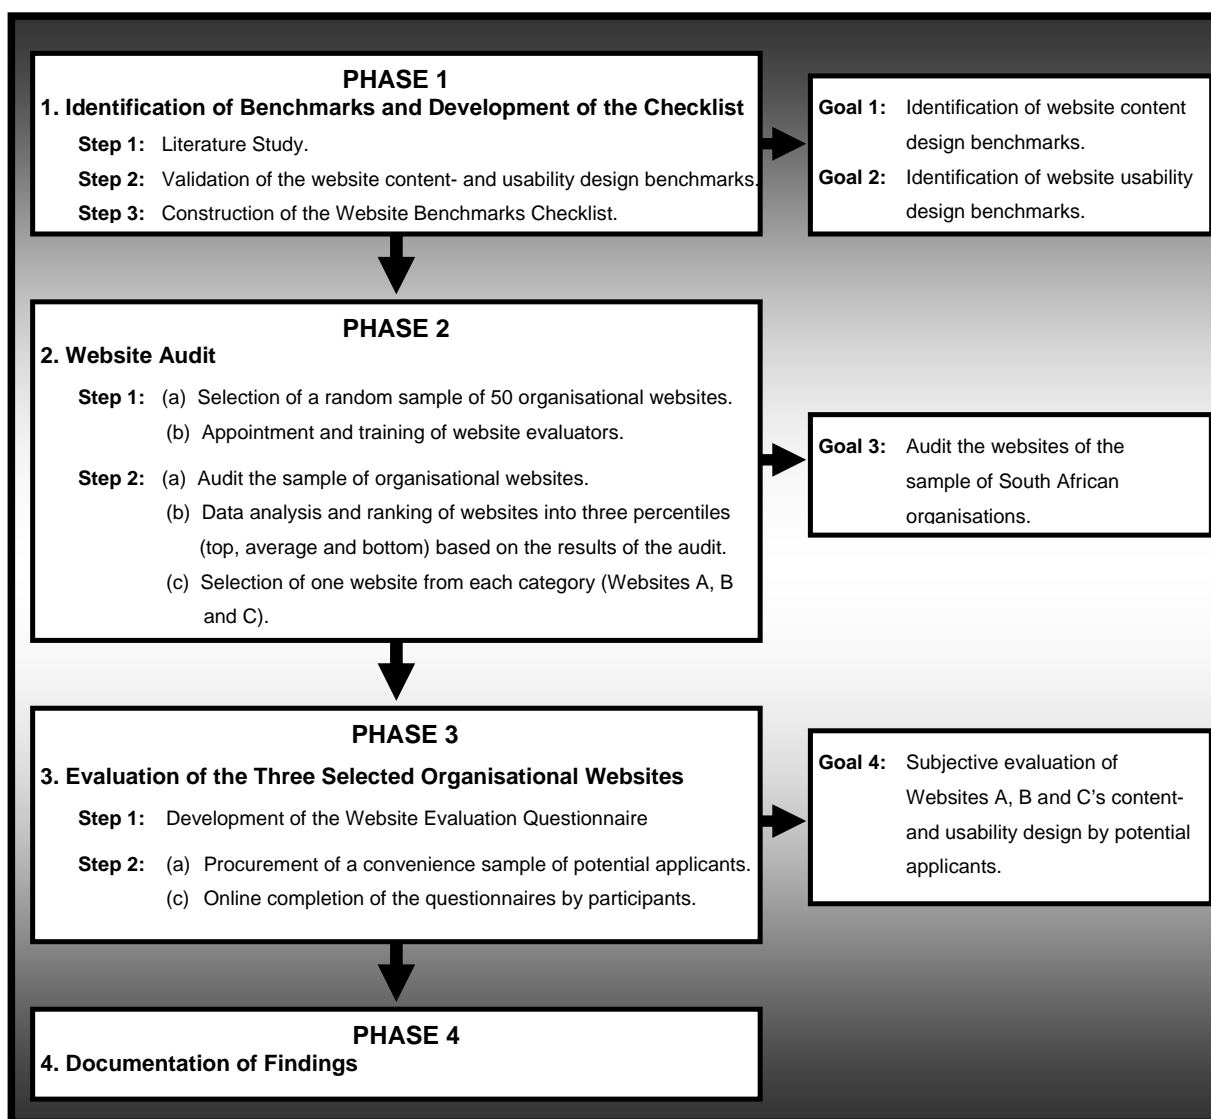 PHASE 1
1. Identification of Benchmarks and Development of the Checklist
Step 1: Literature Study.
Step 2: Validation of the website content- and usability design benchmarks.
Step 3: Construction of the Website Benchmarks Checklist.
Goal 1: Identification of website content
design benchmarks.
Goal 2: Identification of website usability
design benchmarks.
PHASE 2
2. Website Audit
Step 1: (a) Selection of a random sample of 50 organisational websites.
(b) Appointment and training of website evaluators.
Step 2: (a) Audit the sample of organisational websites.
(b) Data analysis and ranking of websites into three percentiles
(top, average and bottom) based on the results of the audit.
(c) Selection of one website from each category (Websites A, B
and C).
Goal 3: Audit the websites of the
sample of South African
organisations.
PHASE 3
3. Evaluation of the Three Selected Organisational Websites
Step 1: Development of the Website Evaluation Questionnaire
Step 2: (a) Procurement of a convenience sample of potential applicants.
(c) Online completion of the questionnaires by participants.
Goal 4: Subjective evaluation of
Websites A, B and C’s content-
and usability design by potential
applicants.
PHASE 4
4. Documentation of Findings